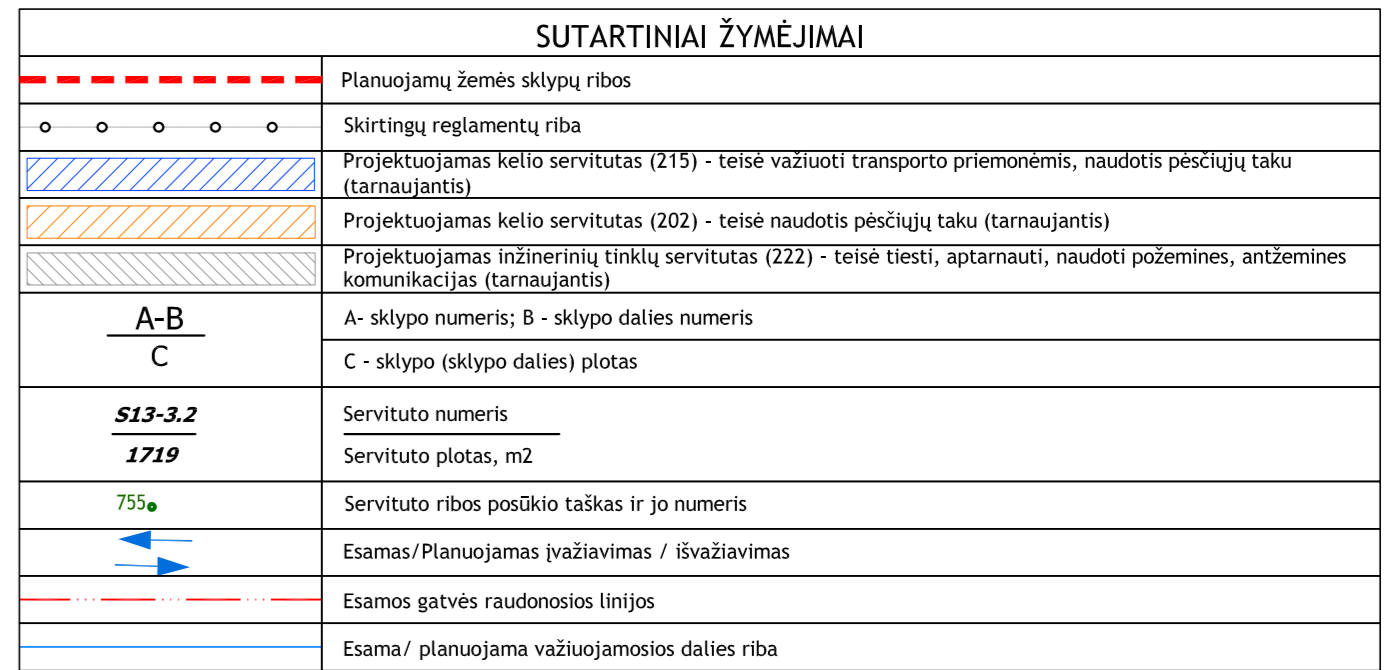 SUTARTINIAI ŽYMĖJIMAI
Planuojamų žemės sklypų ribos
Skirtingų reglamentų riba
Projektuojamas kelio servitutas (215) - teisė važiuoti transporto priemonėmis, naudotis pėsčiųjų taku
(tarnaujantis)
Projektuojamas kelio servitutas (202) - teisė naudotis pėsčiųjų taku (tarnaujantis)
Projektuojamas inžinerinių tinklų servitutas (222) - teisė tiesti, aptarnauti, naudoti požemines, antžemines
komunikacijas (tarnaujantis)
A-B
C
A- sklypo numeris; B - sklypo dalies numeris
C - sklypo (sklypo dalies) plotas
S13-3.2
1719
Servituto numeris
Servituto plotas, m2
755
Servituto ribos posūkio taškas ir jo numeris
Esamas/Planuojamas įvažiavimas / išvažiavimas
Esamos gatvės raudonosios linijos
Esama/ planuojama važiuojamosios dalies riba